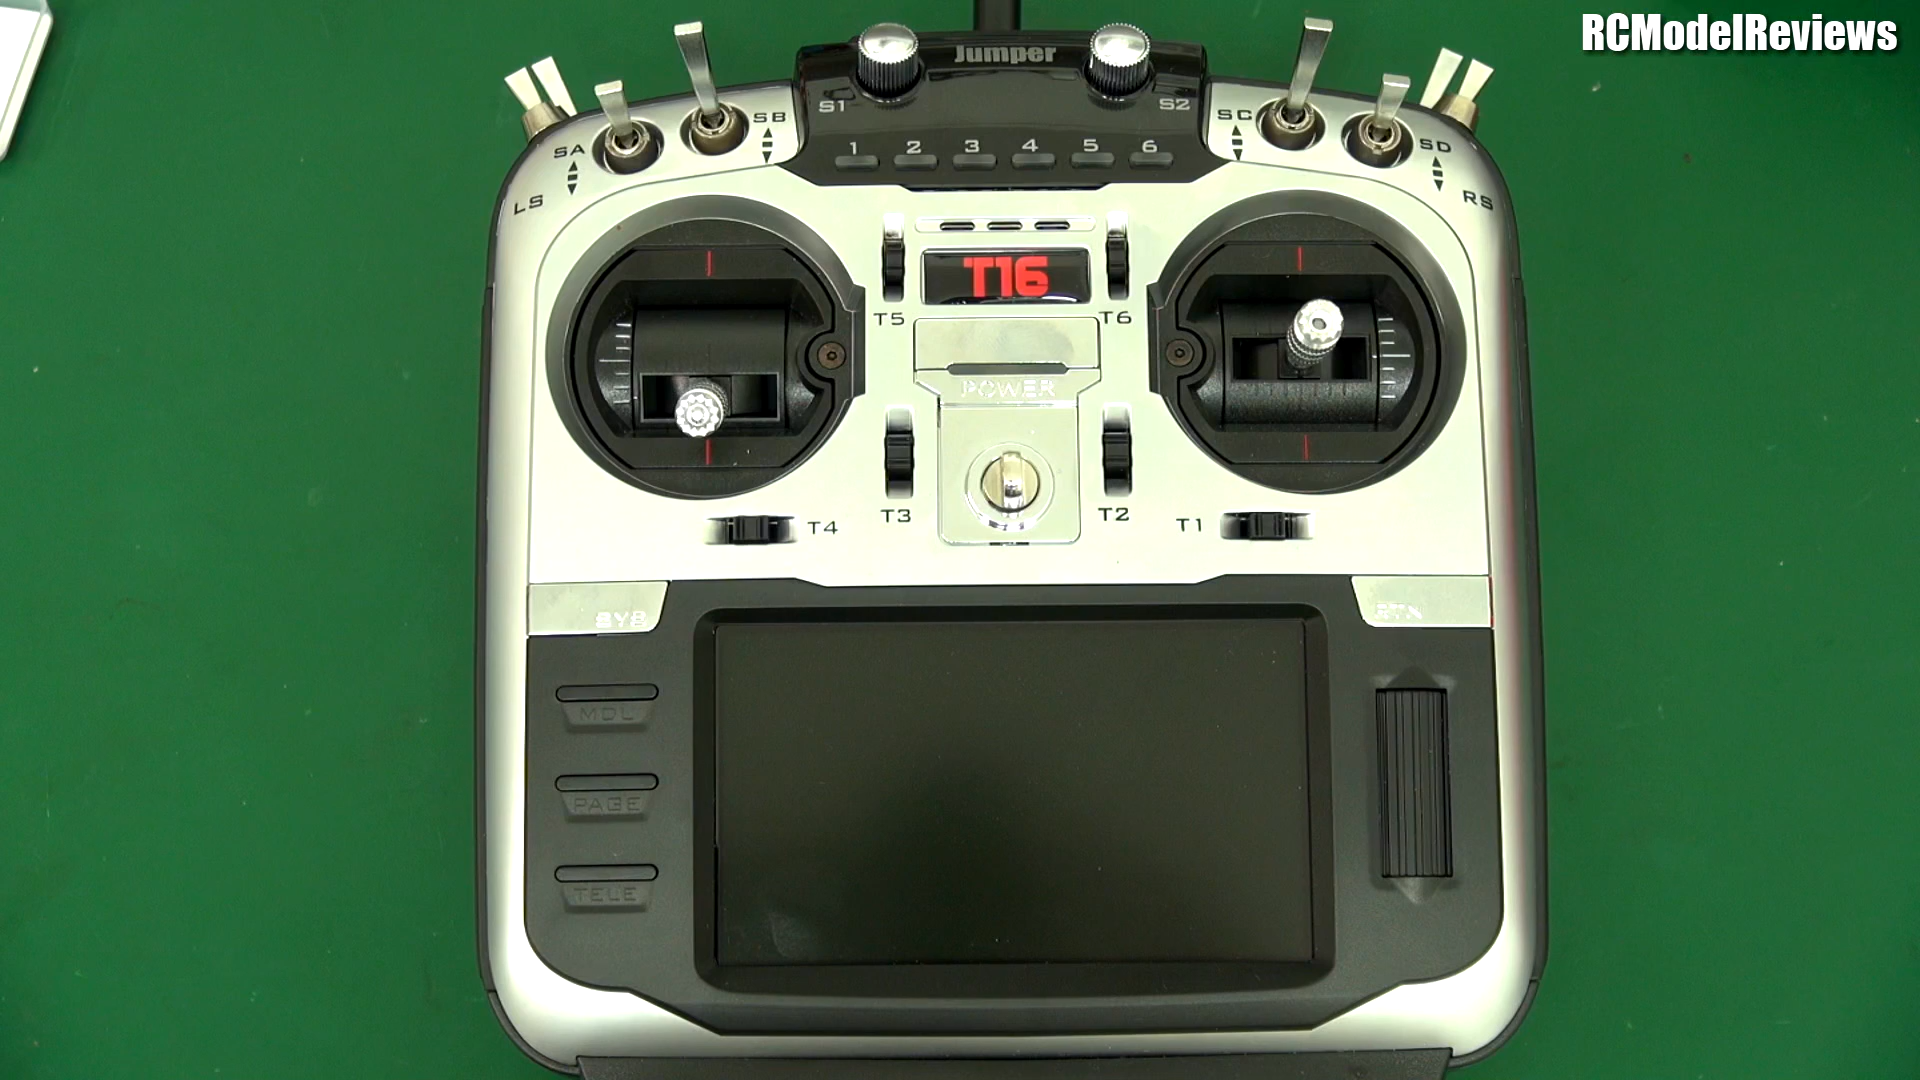 RCModelReviews
Jumper
S1 S2
SB SC
1 2 3 4 5 6
SA SD
LS RS
T16
T5 T6
POWER
T3 T2
T4 T1
SYS RTN
MDL
PAGE
TELE